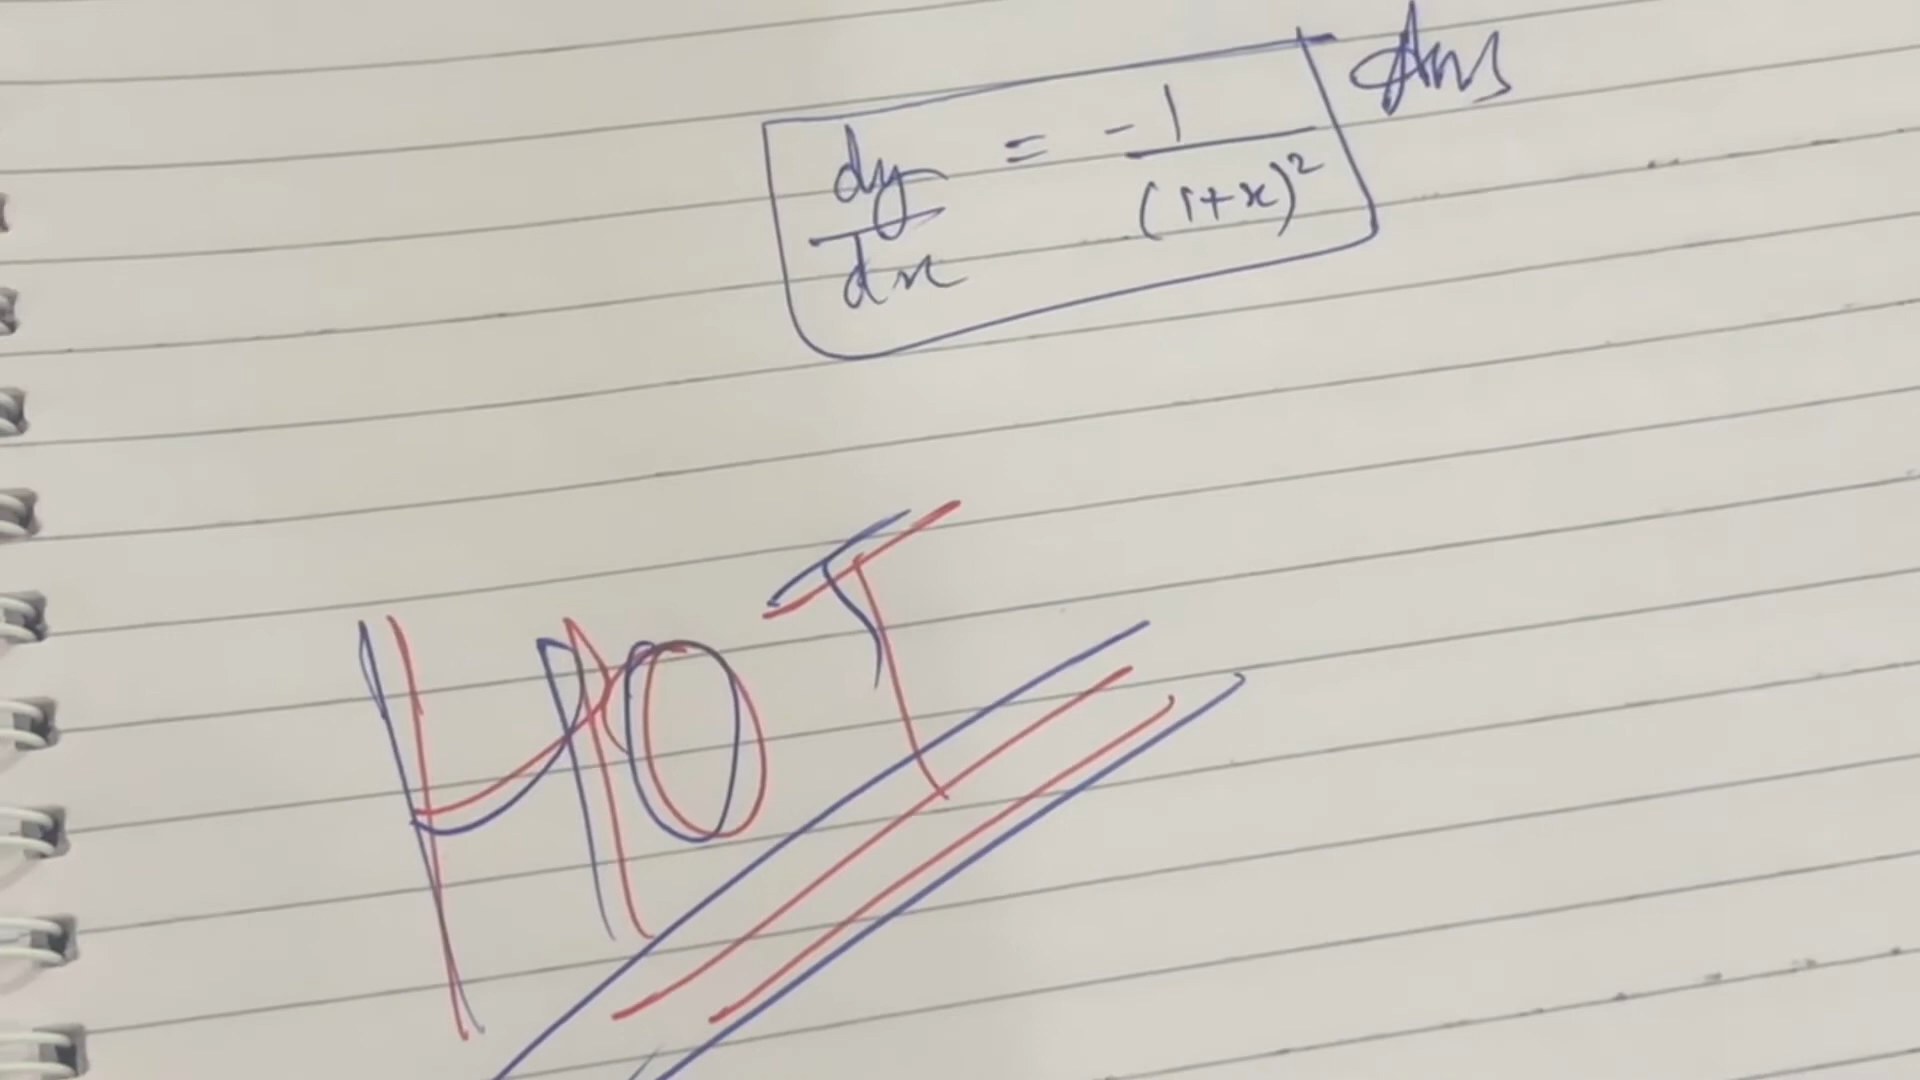 dy/dx = -1/(1+x)² Ans
HOT